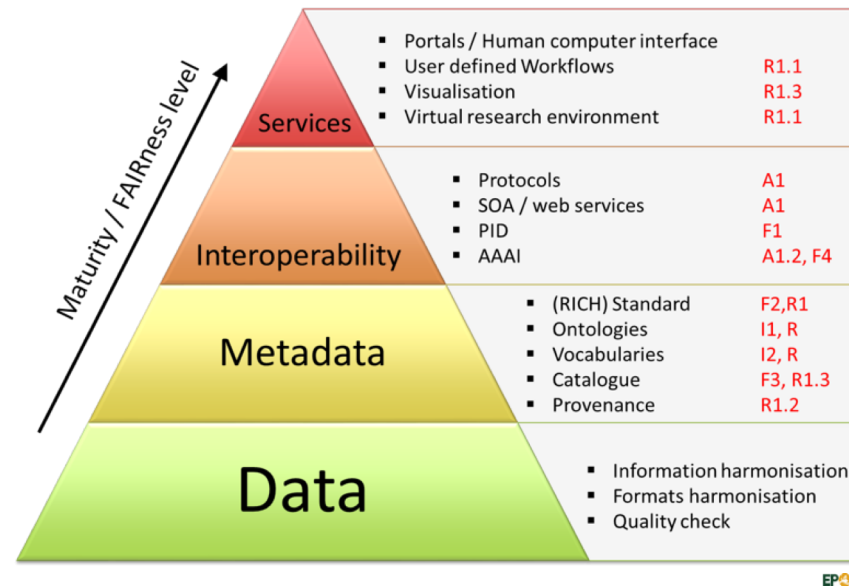 Maturity / FAIRness level
▪ Portals / Human computer interface
▪ User defined Workflows R1.1
▪ Visualisation R1.3
▪ Virtual research environment R1.1
Services
▪ Protocols A1
▪ SOA / web services A1
▪ PID F1
▪ AAAI A1.2, F4
Interoperability
▪ (RICH) Standard F2,R1
▪ Ontologies I1, R
▪ Vocabularies I2, R
▪ Catalogue F3, R1.3
▪ Provenance R1.2
Metadata
▪ Information harmonisation
▪ Formats harmonisation
▪ Quality check
Data